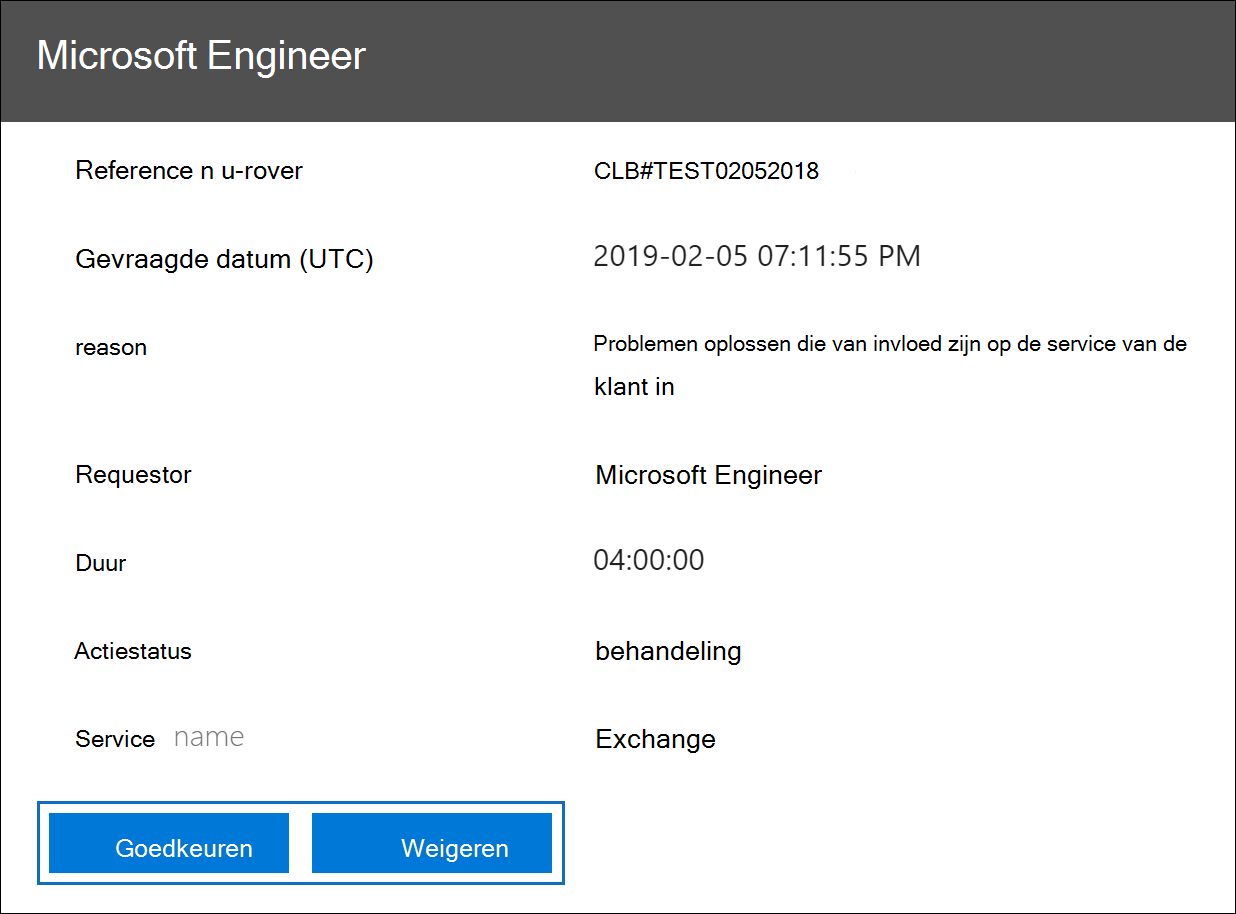 Microsoft Engineer
Reference n u-rover CLB#TEST02052018
Gevraagde datum (UTC) 2019-02-05 07:11:55 PM
reason Problemen oplossen die van invloed zijn op de service van de
klant in
Requestor Microsoft Engineer
Duur 04:00:00
Actiestatus behandeling
Service name Exchange
Goedkeuren Weigeren